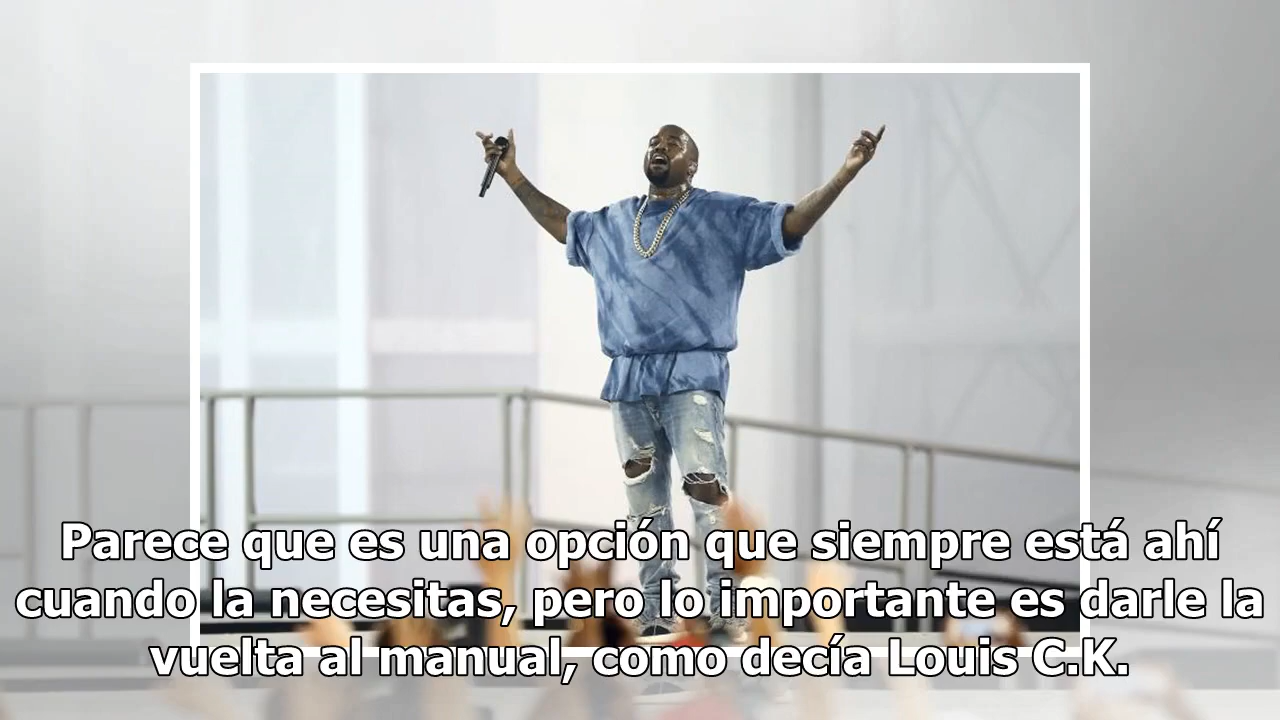 Parece que es una opción que siempre está ahí
cuando la necesitas, pero lo importante es darle la
vuelta al manual, como decía Louis C.K.